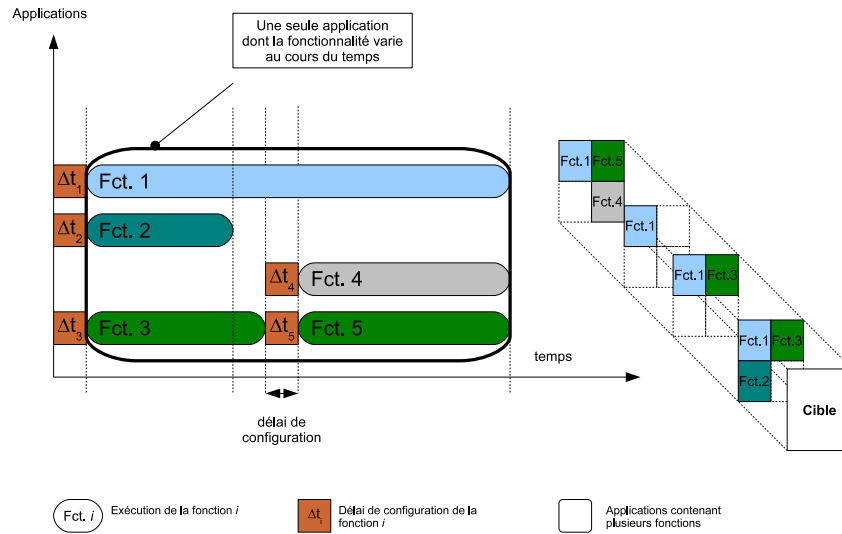 Applications
Une seule application
dont la fonctionnalité varie
au cours du temps
Δt1 Fct. 1
Δt2 Fct. 2
Δt4 Fct. 4
Δt3 Fct. 3 Δt5 Fct. 5
temps
délai de
configuration
Fct.1 Fct.5
Fct.4
Fct.1
Fct.1 Fct.3
Fct.1 Fct.3
Fct.2
Cible
Fct. i Exécution de la fonction i
Δti Délai de configuration de la
fonction i
Applications contenant
plusieurs fonctions